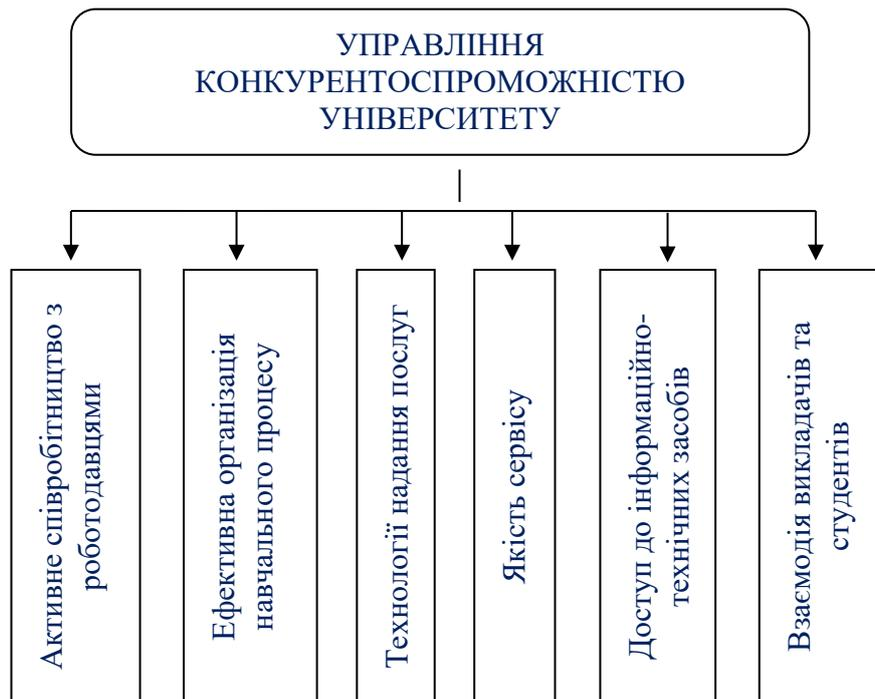 УПРАВЛІННЯ
КОНКУРЕНТОСПРОМОЖНІСТЮ
УНІВЕРСИТЕТУ
Активне співробітництво з
роботодавцями
Ефективна організація
навчального процесу
Технології надання послуг
Якість сервісу
Доступ до інформаційно-
технічних засобів
Взаємодія викладачів та
студентів